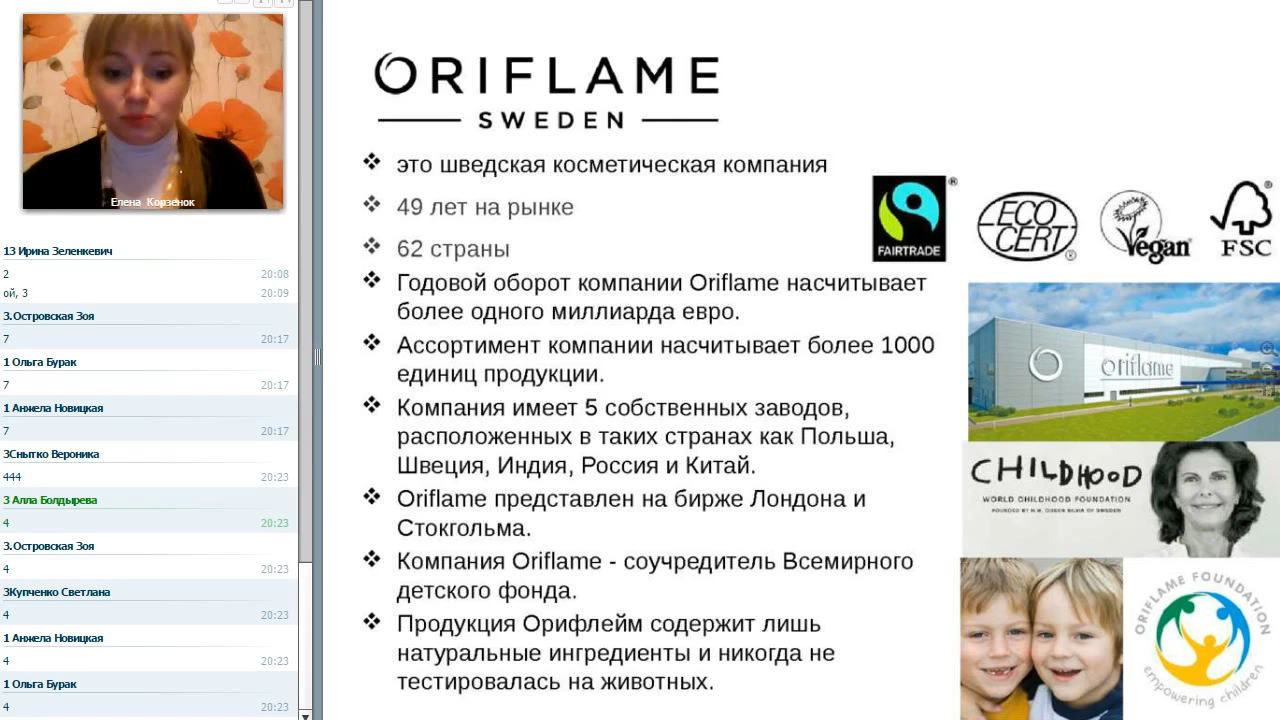 Елена Корзенок
13 Ирина Зеленкевич
2 20:08
ой, 3 20:09
3.Островская Зоя
7 20:17
1 Ольга Бурак
7 20:17
1 Анжела Новицкая
7 20:17
3Снытко Вероника
444 20:23
3 Алла Болдырева
4 20:23
3.Островская Зоя
4 20:23
3Купченко Светлана
4 20:23
1 Анжела Новицкая
4 20:23
1 Ольга Бурак
4 20:23
ORIFLAME
SWEDEN
это шведская косметическая компания
49 лет на рынке
62 страны
Годовой оборот компании Oriflame насчитывает
более одного миллиарда евро.
Ассортимент компании насчитывает более 1000
единиц продукции.
Компания имеет 5 собственных заводов,
расположенных в таких странах как Польша,
Швеция, Индия, Россия и Китай.
Oriflame представлен на бирже Лондона и
Стокгольма.
Компания Oriflame - соучредитель Всемирного
детского фонда.
Продукция Орифлейм содержит лишь
натуральные ингредиенты и никогда не
тестировалась на животных.
FAIRTRADE
ECO
CERT
Vegan
FSC
oriflame
CHILDHOOD
WORLD CHILDHOOD FOUNDATION
FOUNDED BY H.M. QUEEN SILVIA OF SWEDEN
ORIFLAME FOUNDATION
empowering children